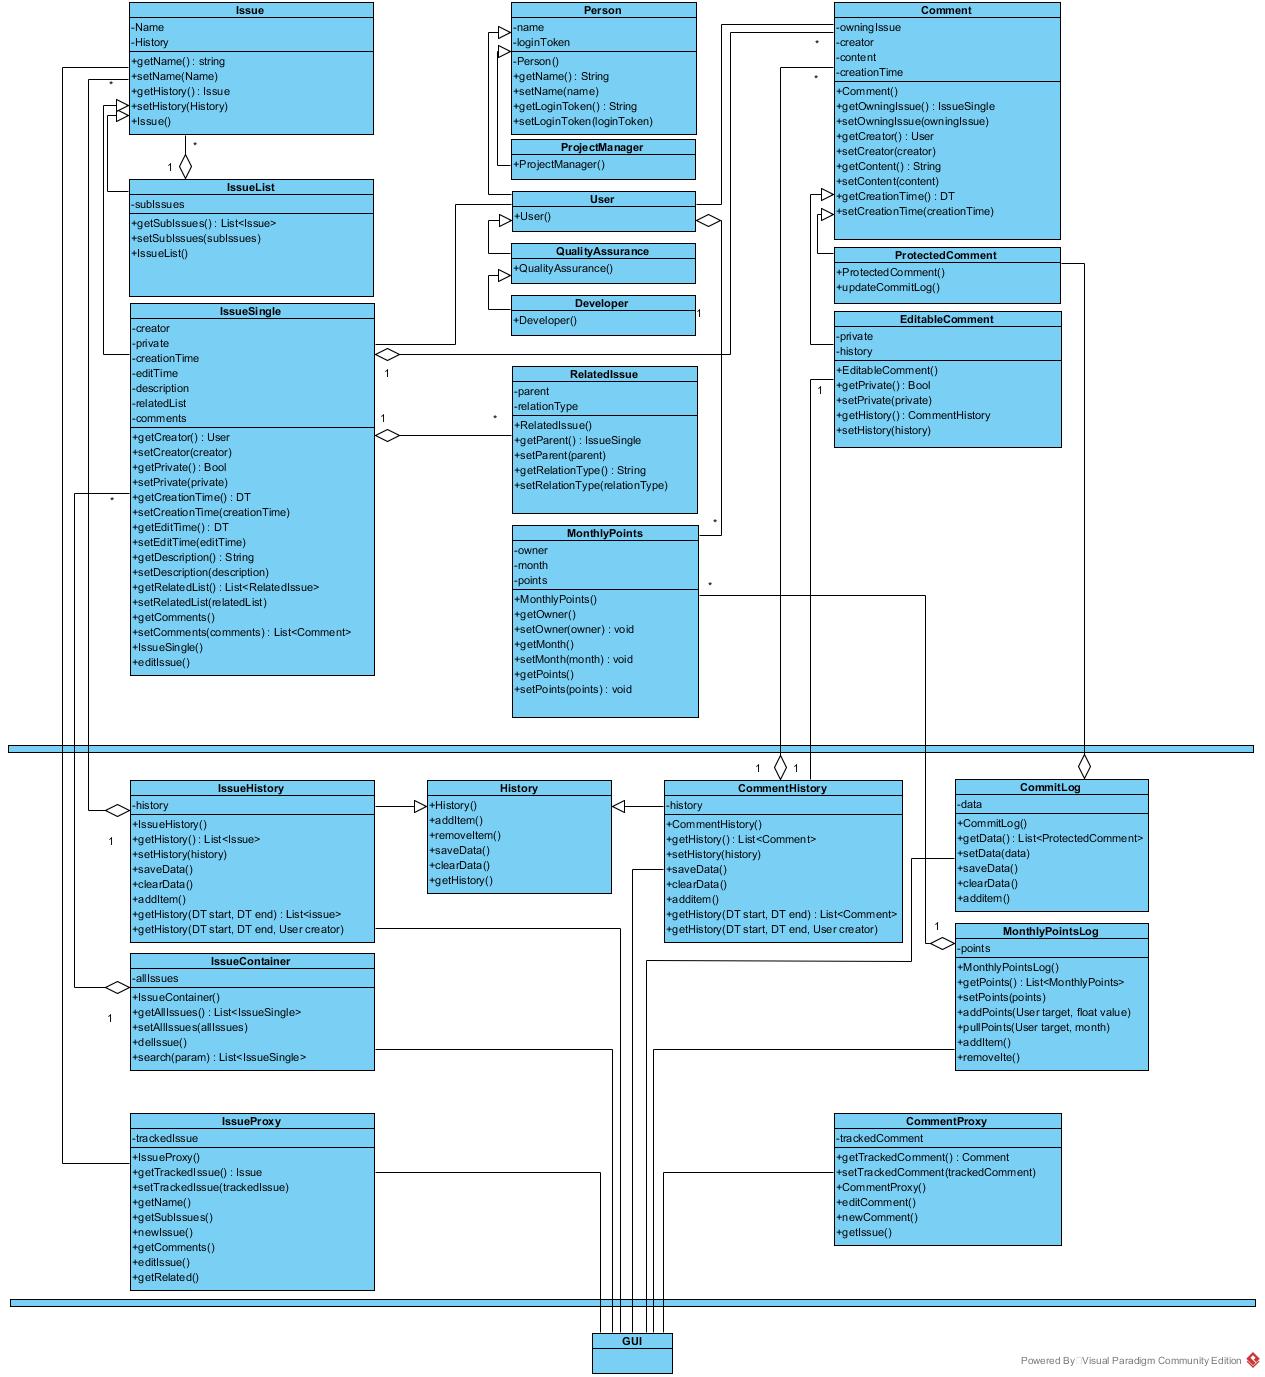 Issue
-Name
-History
+getName() : string
+setName(Name)
+getHistory() : Issue
+setHistory(History)
+Issue()
*
*
1
IssueList
-subIssues
+getSubIssues() : List<Issue>
+setSubIssues(subIssues)
+IssueList()
IssueSingle
-creator
-private
-creationTime
-editTime
-description
-relatedList
-comments
+getCreator() : User
+setCreator(creator)
+getPrivate() : Bool
+setPrivate(private)
+getCreationTime() : DT
+setCreationTime(creationTime)
+getEditTime() : DT
+setEditTime(editTime)
+getDescription() : String
+setDescription(description)
+getRelatedList() : List<RelatedIssue>
+setRelatedList(relatedList)
+getComments()
+setComments(comments) : List<Comment>
+IssueSingle()
+editIssue()
*
1
1
*
Person
-name
-loginToken
-Person()
+getName() : String
+setName(name)
+getLoginToken() : String
+setLoginToken(loginToken)
ProjectManager
+ProjectManager()
User
+User()
QualityAssurance
+QualityAssurance()
Developer
+Developer()
1
RelatedIssue
-parent
-relationType
+RelatedIssue()
+getParent() : IssueSingle
+setParent(parent)
+getRelationType() : String
+setRelationType(relationType)
*
MonthlyPoints
-owner
-month
-points
+MonthlyPoints()
+getOwner()
+setOwner(owner) : void
+getMonth()
+setMonth(month) : void
+getPoints()
+setPoints(points) : void
*
Comment
-owningIssue
-creator
-content
-creationTime
+Comment()
+getOwningIssue() : IssueSingle
+setOwningIssue(owningIssue)
+getCreator() : User
+setCreator(creator)
+getContent() : String
+setContent(content)
+getCreationTime() : DT
+setCreationTime(creationTime)
*
*
ProtectedComment
+ProtectedComment()
+updateCommitLog()
EditableComment
-private
-history
+EditableComment()
+getPrivate() : Bool
+setPrivate(private)
+getHistory() : CommentHistory
+setHistory(history)
1
1
1
IssueHistory
-history
+IssueHistory()
+getHistory() : List<Issue>
+setHistory(history)
+saveData()
+clearData()
+addItem()
+getHistory(DT start, DT end) : List<issue>
+getHistory(DT start, DT end, User creator)
1
History
+History()
+addItem()
+removeItem()
+saveData()
+clearData()
+getHistory()
CommentHistory
-history
+CommentHistory()
+getHistory() : List<Comment>
+setHistory(history)
+saveData()
+clearData()
+additem()
+getHistory(DT start, DT end) : List<Comment>
+getHistory(DT start, DT end, User creator)
CommitLog
-data
+CommitLog()
+getData() : List<ProtectedComment>
+setData(data)
+saveData()
+clearData()
+additem()
1
MonthlyPointsLog
-points
+MonthlyPointsLog()
+getPoints() : List<MonthlyPoints>
+setPoints(points)
+addPoints(User target, float value)
+pullPoints(User target, month)
+addItem()
+removeIte()
IssueContainer
-allIssues
+IssueContainer()
+getAllIssues() : List<IssueSingle>
+setAllIssues(allIssues)
+delIssue()
+search(param) : List<IssueSingle>
1
IssueProxy
-trackedIssue
+IssueProxy()
+getTrackedIssue() : Issue
+setTrackedIssue(trackedIssue)
+getName()
+getSubIssues()
+newIssue()
+getComments()
+editIssue()
+getRelated()
CommentProxy
-trackedComment
+getTrackedComment() : Comment
+setTrackedComment(trackedComment)
+CommentProxy()
+editComment()
+newComment()
+getIssue()
GUI
Powered By Visual Paradigm Community Edition